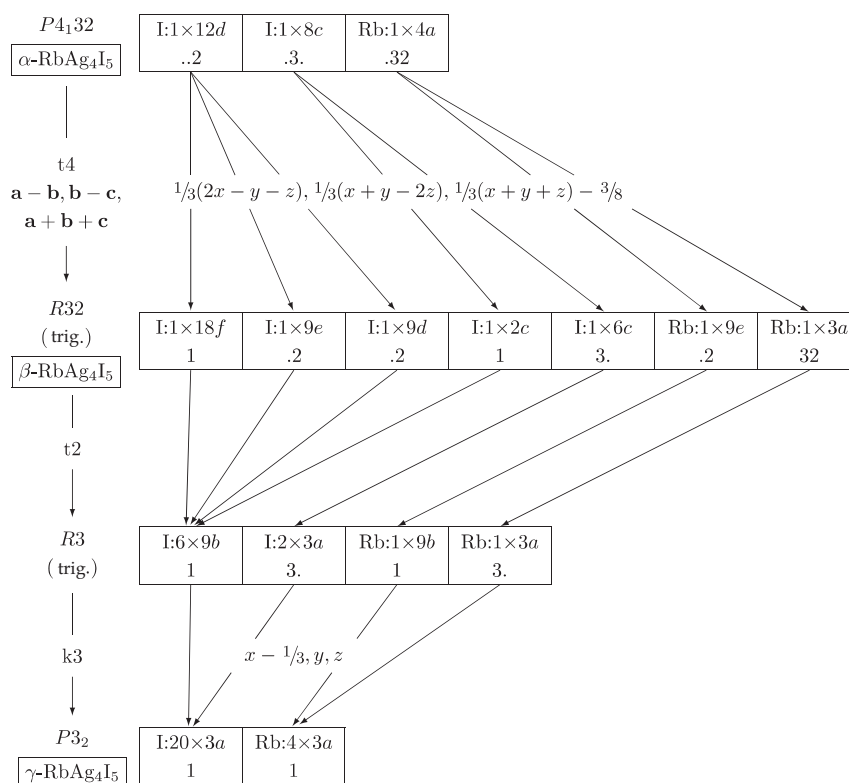 P4₁32
α-RbAg₄I₅
I:1×12d I:1×8c Rb:1×4a
..2 .3. .32
t4
a − b, b − c,
a + b + c
1/3(2x − y − z), 1/3(x + y − 2z), 1/3(x + y + z) − 3/8
R32
(trig.)
β-RbAg₄I₅
I:1×18f I:1×9e I:1×9d I:1×2c I:1×6c Rb:1×9e Rb:1×3a
1 .2 .2 1 3. .2 32
t2
R3
(trig.)
I:6×9b I:2×3a Rb:1×9b Rb:1×3a
1 3. 1 3.
k3
x − 1/3, y, z
P3₂
γ-RbAg₄I₅
I:20×3a Rb:4×3a
1 1